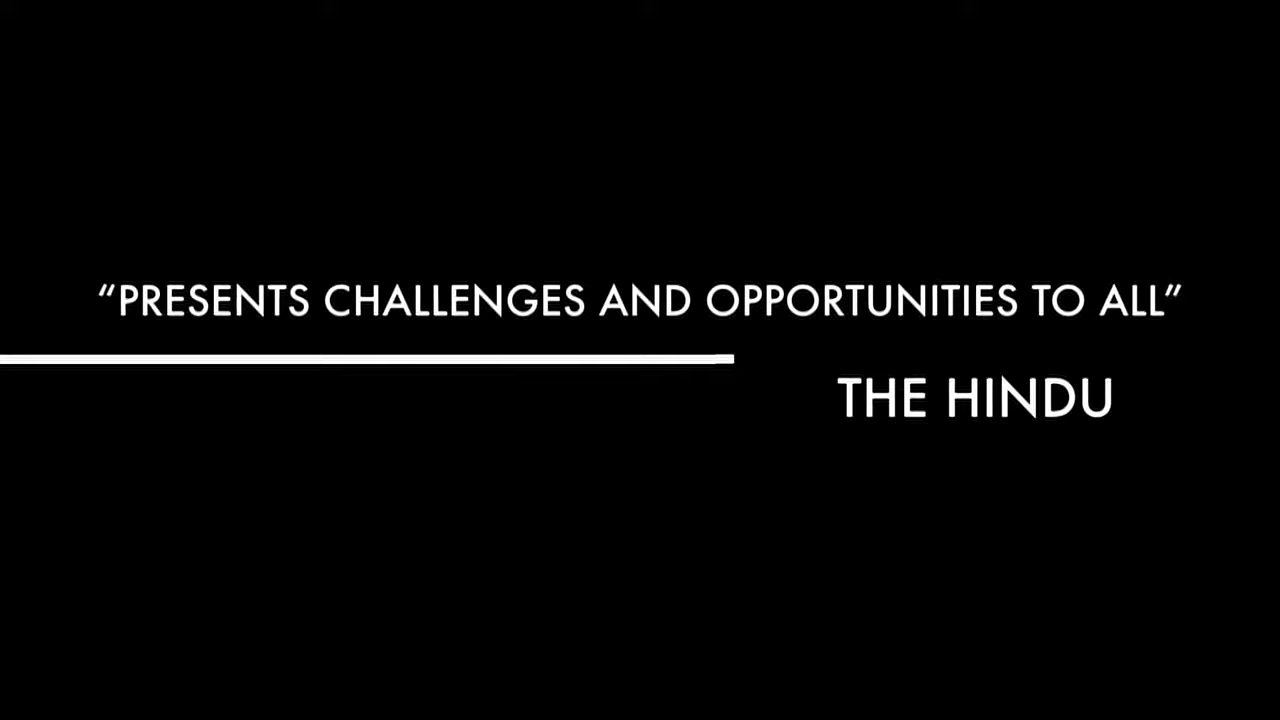 “PRESENTS CHALLENGES AND OPPORTUNITIES TO ALL”
THE HINDU